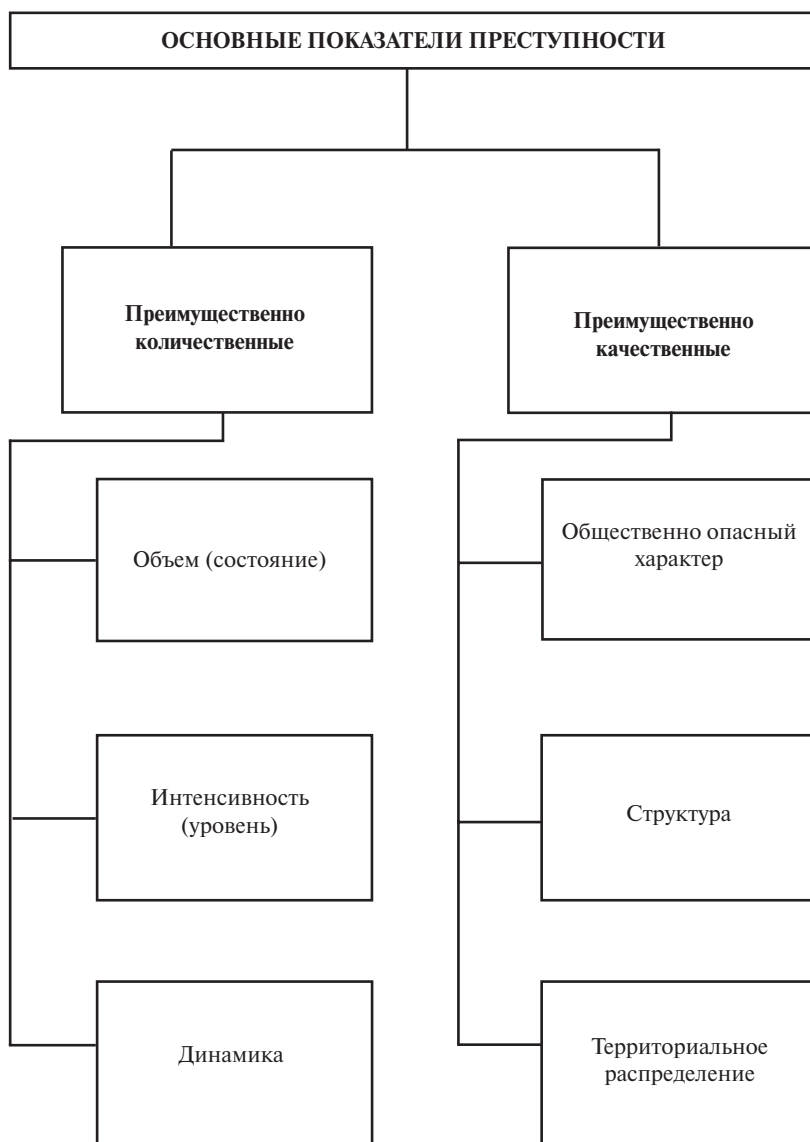 ОСНОВНЫЕ ПОКАЗАТЕЛИ ПРЕСТУПНОСТИ
Преимущественно
количественные
Преимущественно
качественные
Объем (состояние)
Общественно опасный
характер
Интенсивность
(уровень)
Структура
Динамика
Территориальное
распределение